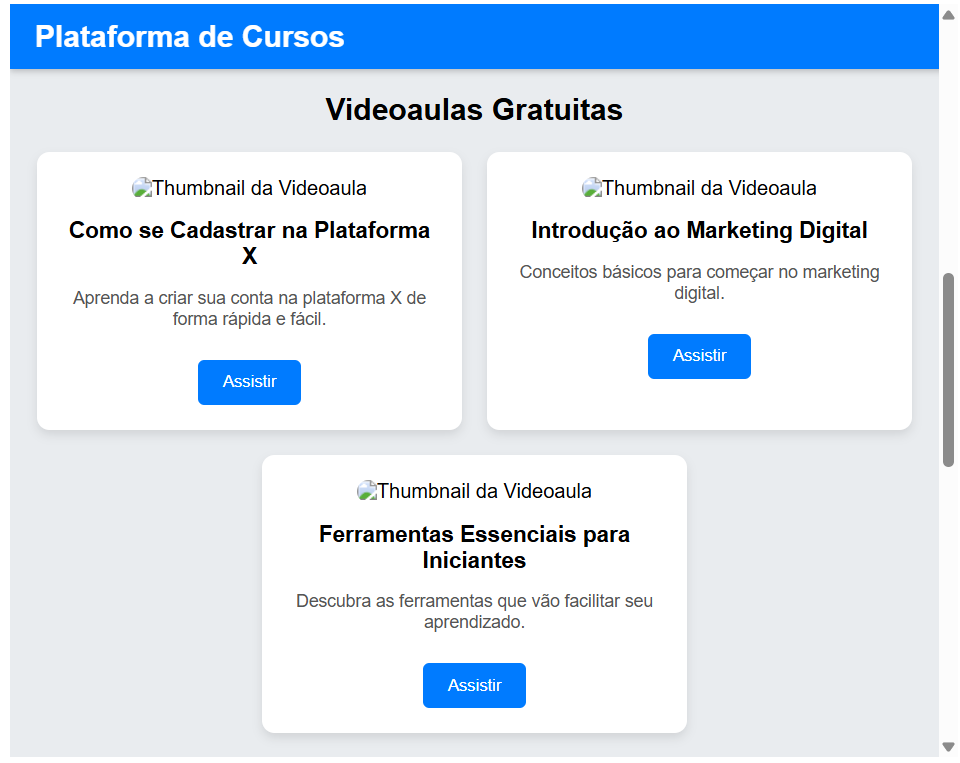 Plataforma de Cursos
Videoaulas Gratuitas
Thumbnail da Videoaula
Como se Cadastrar na Plataforma
X
Aprenda a criar sua conta na plataforma X de
forma rápida e fácil.
Assistir
Thumbnail da Videoaula
Introdução ao Marketing Digital
Conceitos básicos para começar no marketing
digital.
Assistir
Thumbnail da Videoaula
Ferramentas Essenciais para
Iniciantes
Descubra as ferramentas que vão facilitar seu
aprendizado.
Assistir